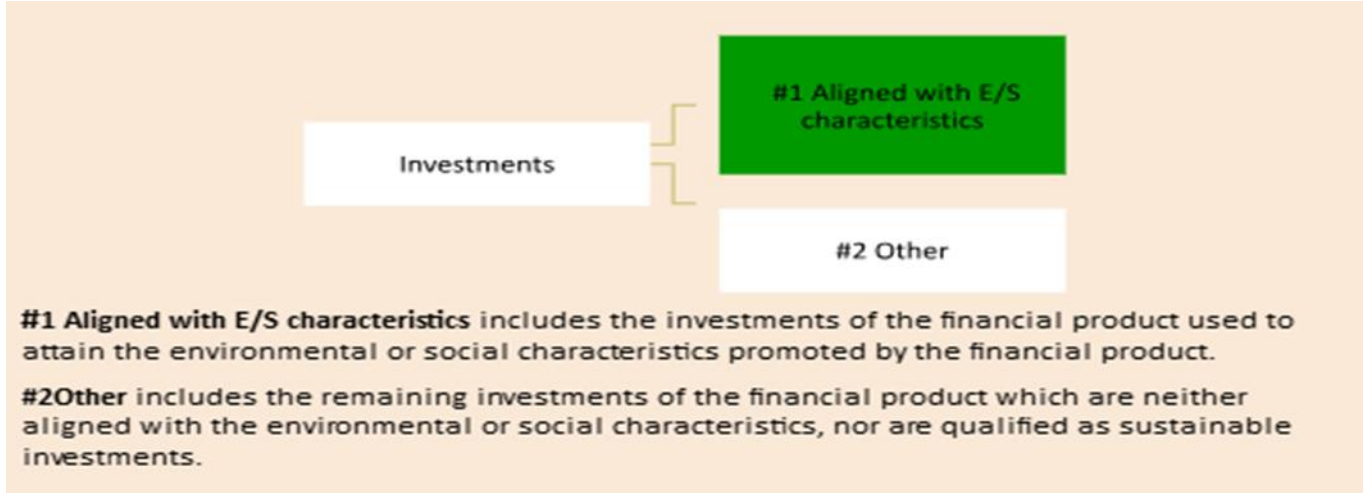 #1 Aligned with E/S
characteristics
Investments
#2 Other
#1 Aligned with E/S characteristics includes the investments of the financial product used to
attain the environmental or social characteristics promoted by the financial product.
#2Other includes the remaining investments of the financial product which are neither
aligned with the environmental or social characteristics, nor are qualified as sustainable
investments.